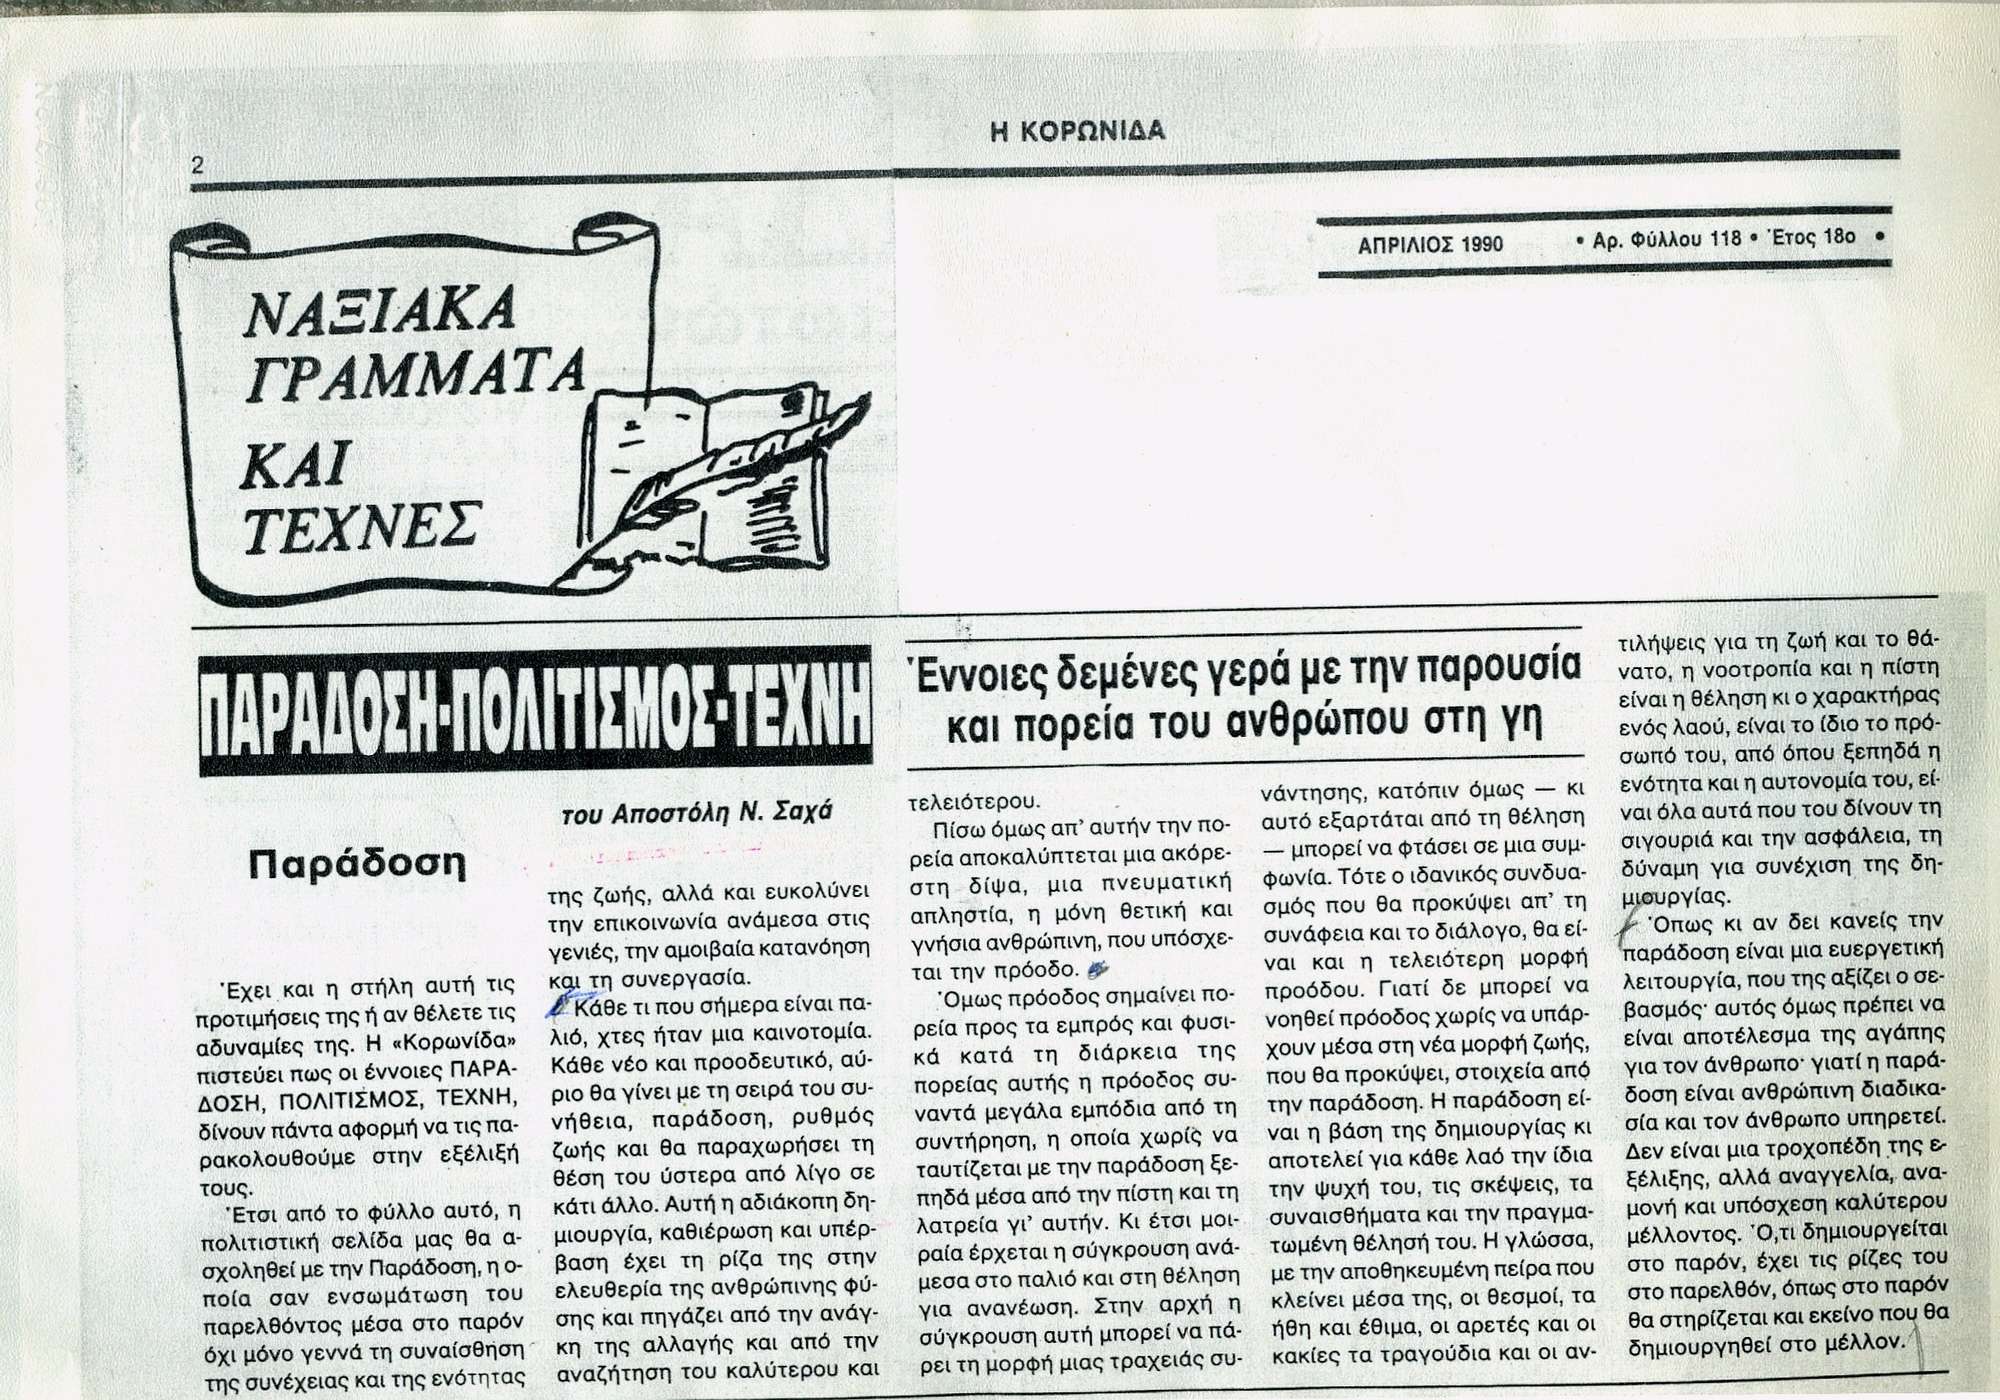 Η ΚΟΡΩΝΙΔΑ
2
ΑΠΡΙΛΙΟΣ 1990 • Αρ. Φύλλου 118 • Έτος 18ο •
ΝΑΞΙΑΚΑ
ΓΡΑΜΜΑΤΑ
ΚΑΙ
ΤΕΧΝΕΣ
ΠΑΡΑΔΟΣΗ-ΠΟΛΙΤΙΣΜΟΣ-ΤΕΧΝΗ
Έννοιες δεμένες γερά με την παρουσία
και πορεία του ανθρώπου στη γη
του Αποστόλη Ν. Σαχά
Παράδοση
Έχει και η στήλη αυτή τις
προτιμήσεις της ή αν θέλετε τις
αδυναμίες της. Η «Κορωνίδα»
πιστεύει πως οι έννοιες ΠΑΡΑ-
ΔΟΣΗ, ΠΟΛΙΤΙΣΜΟΣ, ΤΕΧΝΗ,
δίνουν πάντα αφορμή να τις πα-
ρακολουθούμε στην εξέλιξή
τους.
Έτσι από το φύλλο αυτό, η
πολιτιστική σελίδα μας θα α-
σχοληθεί με την Παράδοση, η ο-
ποία σαν ενσωμάτωση του
παρελθόντος μέσα στο παρόν
όχι μόνο γεννά τη συναίσθηση
της συνέχειας και της ενότητας
της ζωής, αλλά και ευκολύνει
την επικοινωνία ανάμεσα στις
γενιές, την αμοιβαία κατανόηση
και τη συνεργασία.
Κάθε τι που σήμερα είναι πα-
λιό, χτες ήταν μια καινοτομία.
Κάθε νέο και προοδευτικό, αύ-
ριο θα γίνει με τη σειρά του συ-
νήθεια, παράδοση, ρυθμός
ζωής και θα παραχωρήσει τη
θέση του ύστερα από λίγο σε
κάτι άλλο. Αυτή η αδιάκοπη δη-
μιουργία, καθιέρωση και υπέρ-
βαση έχει τη ρίζα της στην
ελευθερία της ανθρώπινης φύ-
σης και πηγάζει από την ανάγ-
κη της αλλαγής και από την
αναζήτηση του καλύτερου και
τελειότερου.
Πίσω όμως απ' αυτήν την πο-
ρεία αποκαλύπτεται μια ακόρε-
στη δίψα, μια πνευματική
απληστία, η μόνη θετική και
γνήσια ανθρώπινη, που υπόσχε-
ται την πρόοδο.
Όμως πρόοδος σημαίνει πο-
ρεία προς τα εμπρός και φυσι-
κά κατά τη διάρκεια της
πορείας αυτής η πρόοδος συ-
ναντά μεγάλα εμπόδια από τη
συντήρηση, η οποία χωρίς να
ταυτίζεται με την παράδοση ξε-
πηδά μέσα από την πίστη και τη
λατρεία γι' αυτήν. Κι έτσι μοι-
ραία έρχεται η σύγκρουση ανά-
μεσα στο παλιό και στη θέληση
για ανανέωση. Στην αρχή η
σύγκρουση αυτή μπορεί να πά-
ρει τη μορφή μιας τραχειάς συ-
νάντησης, κατόπιν όμως — κι
αυτό εξαρτάται από τη θέληση
— μπορεί να φτάσει σε μια συμ-
φωνία. Τότε ο ιδανικός συνδυα-
σμός που θα προκύψει απ' τη
συνάφεια και το διάλογο, θα εί-
ναι και η τελειότερη μορφή
προόδου. Γιατί δε μπορεί να
νοηθεί πρόοδος χωρίς να υπάρ-
χουν μέσα στη νέα μορφή ζωής,
που θα προκύψει, στοιχεία από
την παράδοση. Η παράδοση εί-
ναι η βάση της δημιουργίας κι
αποτελεί για κάθε λαό την ίδια
την ψυχή του, τις σκέψεις, τα
συναισθήματα και την πραγμα-
τωμένη θέλησή του. Η γλώσσα,
με την αποθηκευμένη πείρα που
κλείνει μέσα της, οι θεσμοί, τα
ήθη και έθιμα, οι αρετές και οι
κακίες τα τραγούδια και οι αν-
τιλήψεις για τη ζωή και το θά-
νατο, η νοοτροπία και η πίστη
είναι η θέληση κι ο χαρακτήρας
ενός λαού, είναι το ίδιο το πρό-
σωπό του, από όπου ξεπηδά η
ενότητα και η αυτονομία του, εί-
ναι όλα αυτά που του δίνουν τη
σιγουριά και την ασφάλεια, τη
δύναμη για συνέχιση της δη-
μιουργίας.
Όπως κι αν δει κανείς την
παράδοση είναι μια ευεργετική
λειτουργία, που της αξίζει ο σε-
βασμός· αυτός όμως πρέπει να
είναι αποτέλεσμα της αγάπης
για τον άνθρωπο· γιατί η παρά-
δοση είναι ανθρώπινη διαδικα-
σία και τον άνθρωπο υπηρετεί.
Δεν είναι μια τροχοπέδη της ε-
ξέλιξης, αλλά αναγγελία, ανα-
μονή και υπόσχεση καλύτερου
μέλλοντος. Ό,τι δημιουργείται
στο παρόν, έχει τις ρίζες του
στο παρελθόν, όπως στο παρόν
θα στηρίζεται και εκείνο που θα
δημιουργηθεί στο μέλλον.